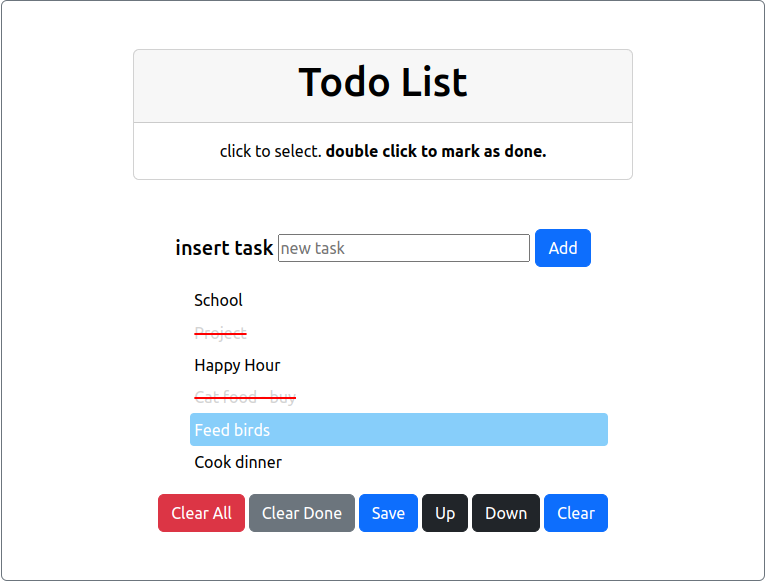 Todo List
click to select. double click to mark as done.
insert task new task Add
School
Project
Happy Hour
Cat food - buy
Feed birds
Cook dinner
Clear All Clear Done Save Up Down Clear